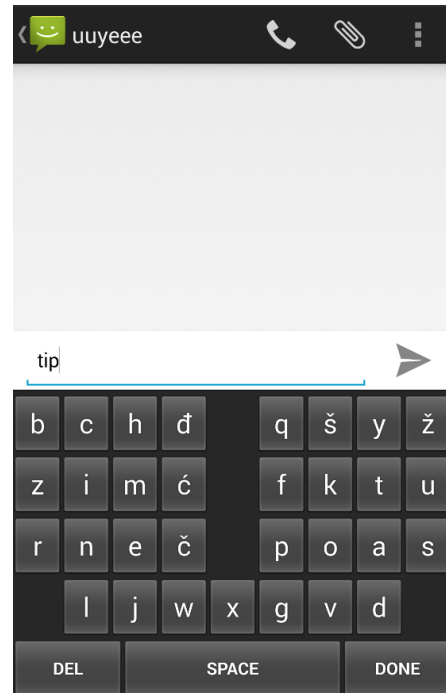 uuyeee
tip
b c h đ q š y ž
z i m ć f k t u
r n e č p o a s
l j w x g v d
DEL SPACE DONE